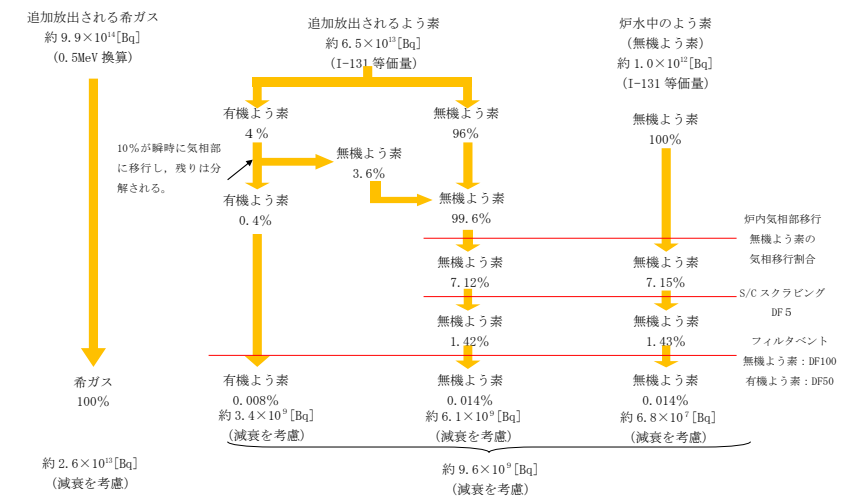 追加放出される希ガス
約 9.9×10¹⁴[Bq]
(0.5MeV 換算)
追加放出されるよう素
約 6.5×10¹³[Bq]
(I-131 等価量)
炉水中のよう素
(無機よう素)
約 1.0×10¹²[Bq]
(I-131 等価量)
有機よう素
4％
無機よう素
96%
無機よう素
100%
10％が瞬時に気相部
に移行し，残りは分
解される。
無機よう素
3.6%
有機よう素
0.4%
無機よう素
99.6%
炉内気相部移行
無機よう素の
気相移行割合
無機よう素
7.12%
無機よう素
7.15%
S/C スクラビング
DF５
無機よう素
1.42%
無機よう素
1.43%
フィルタベント
無機よう素：DF100
有機よう素：DF50
希ガス
100%
有機よう素
0.008%
約 3.4×10⁹[Bq]
(減衰を考慮)
無機よう素
0.014%
約 6.1×10⁹[Bq]
(減衰を考慮)
無機よう素
0.014%
約 6.8×10⁷[Bq]
(減衰を考慮)
約 2.6×10¹³[Bq]
(減衰を考慮)
約 9.6×10⁹[Bq]
(減衰を考慮)